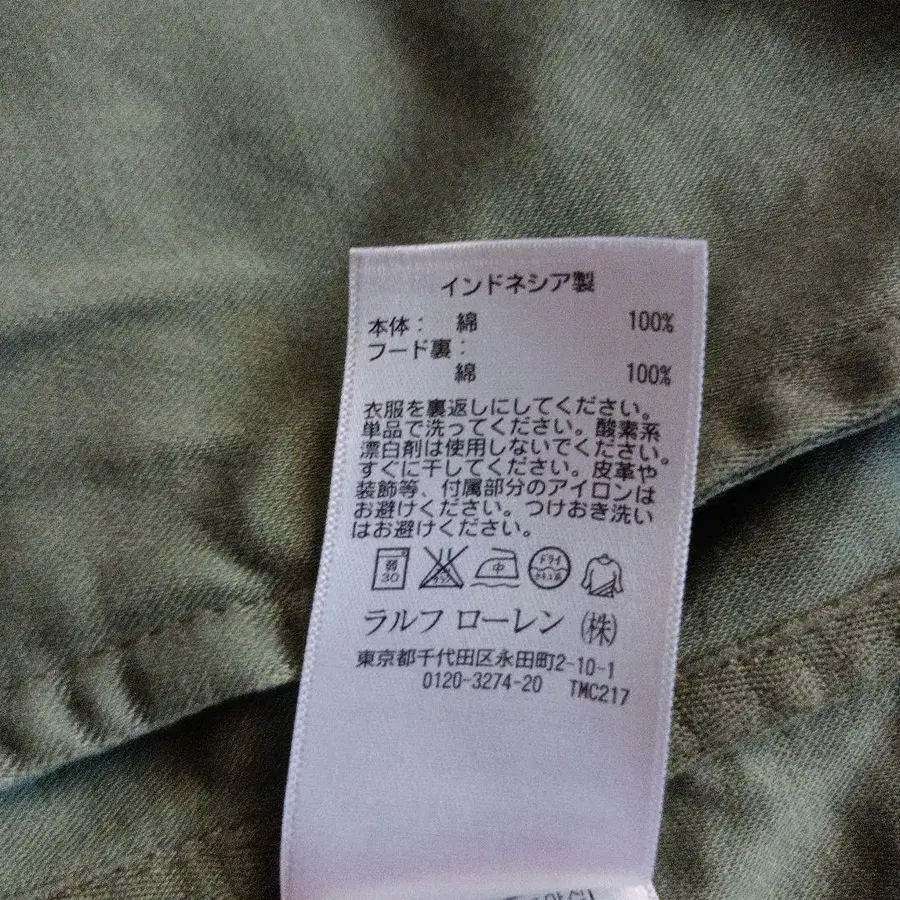 インドネシア製
本体: 綿 100%
フード裏:
綿 100%
衣服を裏返しにしてください。
単品で洗ってください。酸素系
漂白剤は使用しないでください。
すぐに干してください。皮革や
装飾等、付属部分のアイロンは
お避けください。つけおき洗い
はお避けください。
弱 30 中 ドライ
ラルフ ローレン (株)
東京都千代田区永田町2-10-1
0120-3274-20 TMC217